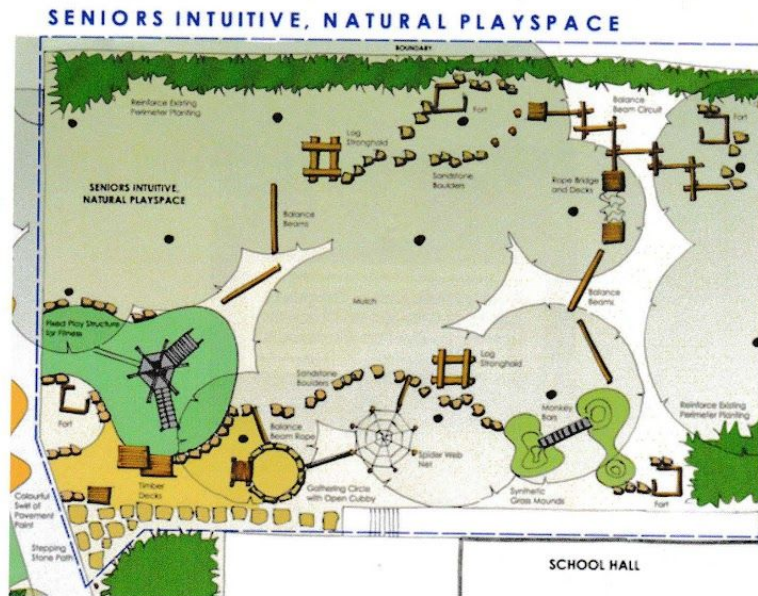 SENIORS INTUITIVE, NATURAL PLAYSPACE
BOUNDARY
Reinforce Existing
Perimeter Planting
Fort
Balance
Beam Circuit
Fort
Log
Stronghold
SENIORS INTUITIVE,
NATURAL PLAYSPACE
Sandstone
Boulders
Rope Bridge
and Decks
Balance
Beams
Mulch
Balance
Beams
Fixed Play Structure
for Fitness
Sandstone
Boulders
Log
Stronghold
Fort
Balance
Beam Rope
Monkey
Bars
Reinforce Existing
Perimeter Planting
Spider Web
Net
Timber
Decks
Gathering Circle
with Open Cubby
Synthetic
Grass Mounds
Fort
Colourful
Swirl of
Pavement
Paint
Stepping
Stone Path
SCHOOL HALL